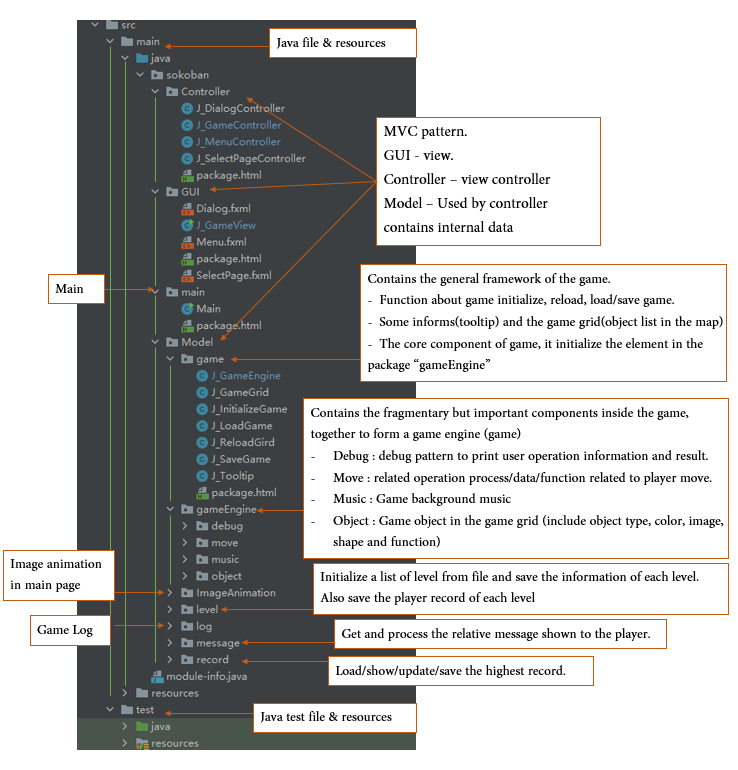 src
main
Java file & resources
java
sokoban
Controller
J_DialogController
J_GameController
J_MenuController
J_SelectPageController
package.html
MVC pattern.
GUI - view.
Controller – view controller
Model – Used by controller
contains internal data
GUI
Dialog.fxml
J_GameView
Menu.fxml
package.html
SelectPage.fxml
Main
main
Main
package.html
Contains the general framework of the game.
- Function about game initialize, reload, load/save game.
- Some informs(tooltip) and the game grid(object list in the map)
- The core component of game, it initialize the element in the
package “gameEngine”
Model
game
J_GameEngine
J_GameGrid
J_InitializeGame
J_LoadGame
J_ReloadGird
J_SaveGame
J_Tooltip
package.html
Contains the fragmentary but important components inside the game,
together to form a game engine (game)
- Debug : debug pattern to print user operation information and result.
- Move : related operation process/data/function related to player move.
- Music : Game background music
- Object : Game object in the game grid (include object type, color, image,
shape and function)
gameEngine
debug
move
music
object
Image animation
in main page
ImageAnimation
Initialize a list of level from file and save the information of each level.
Also save the player record of each level
level
Game Log
log
Get and process the relative message shown to the player.
message
record
Load/show/update/save the highest record.
module-info.java
resources
test
Java test file & resources
java
resources